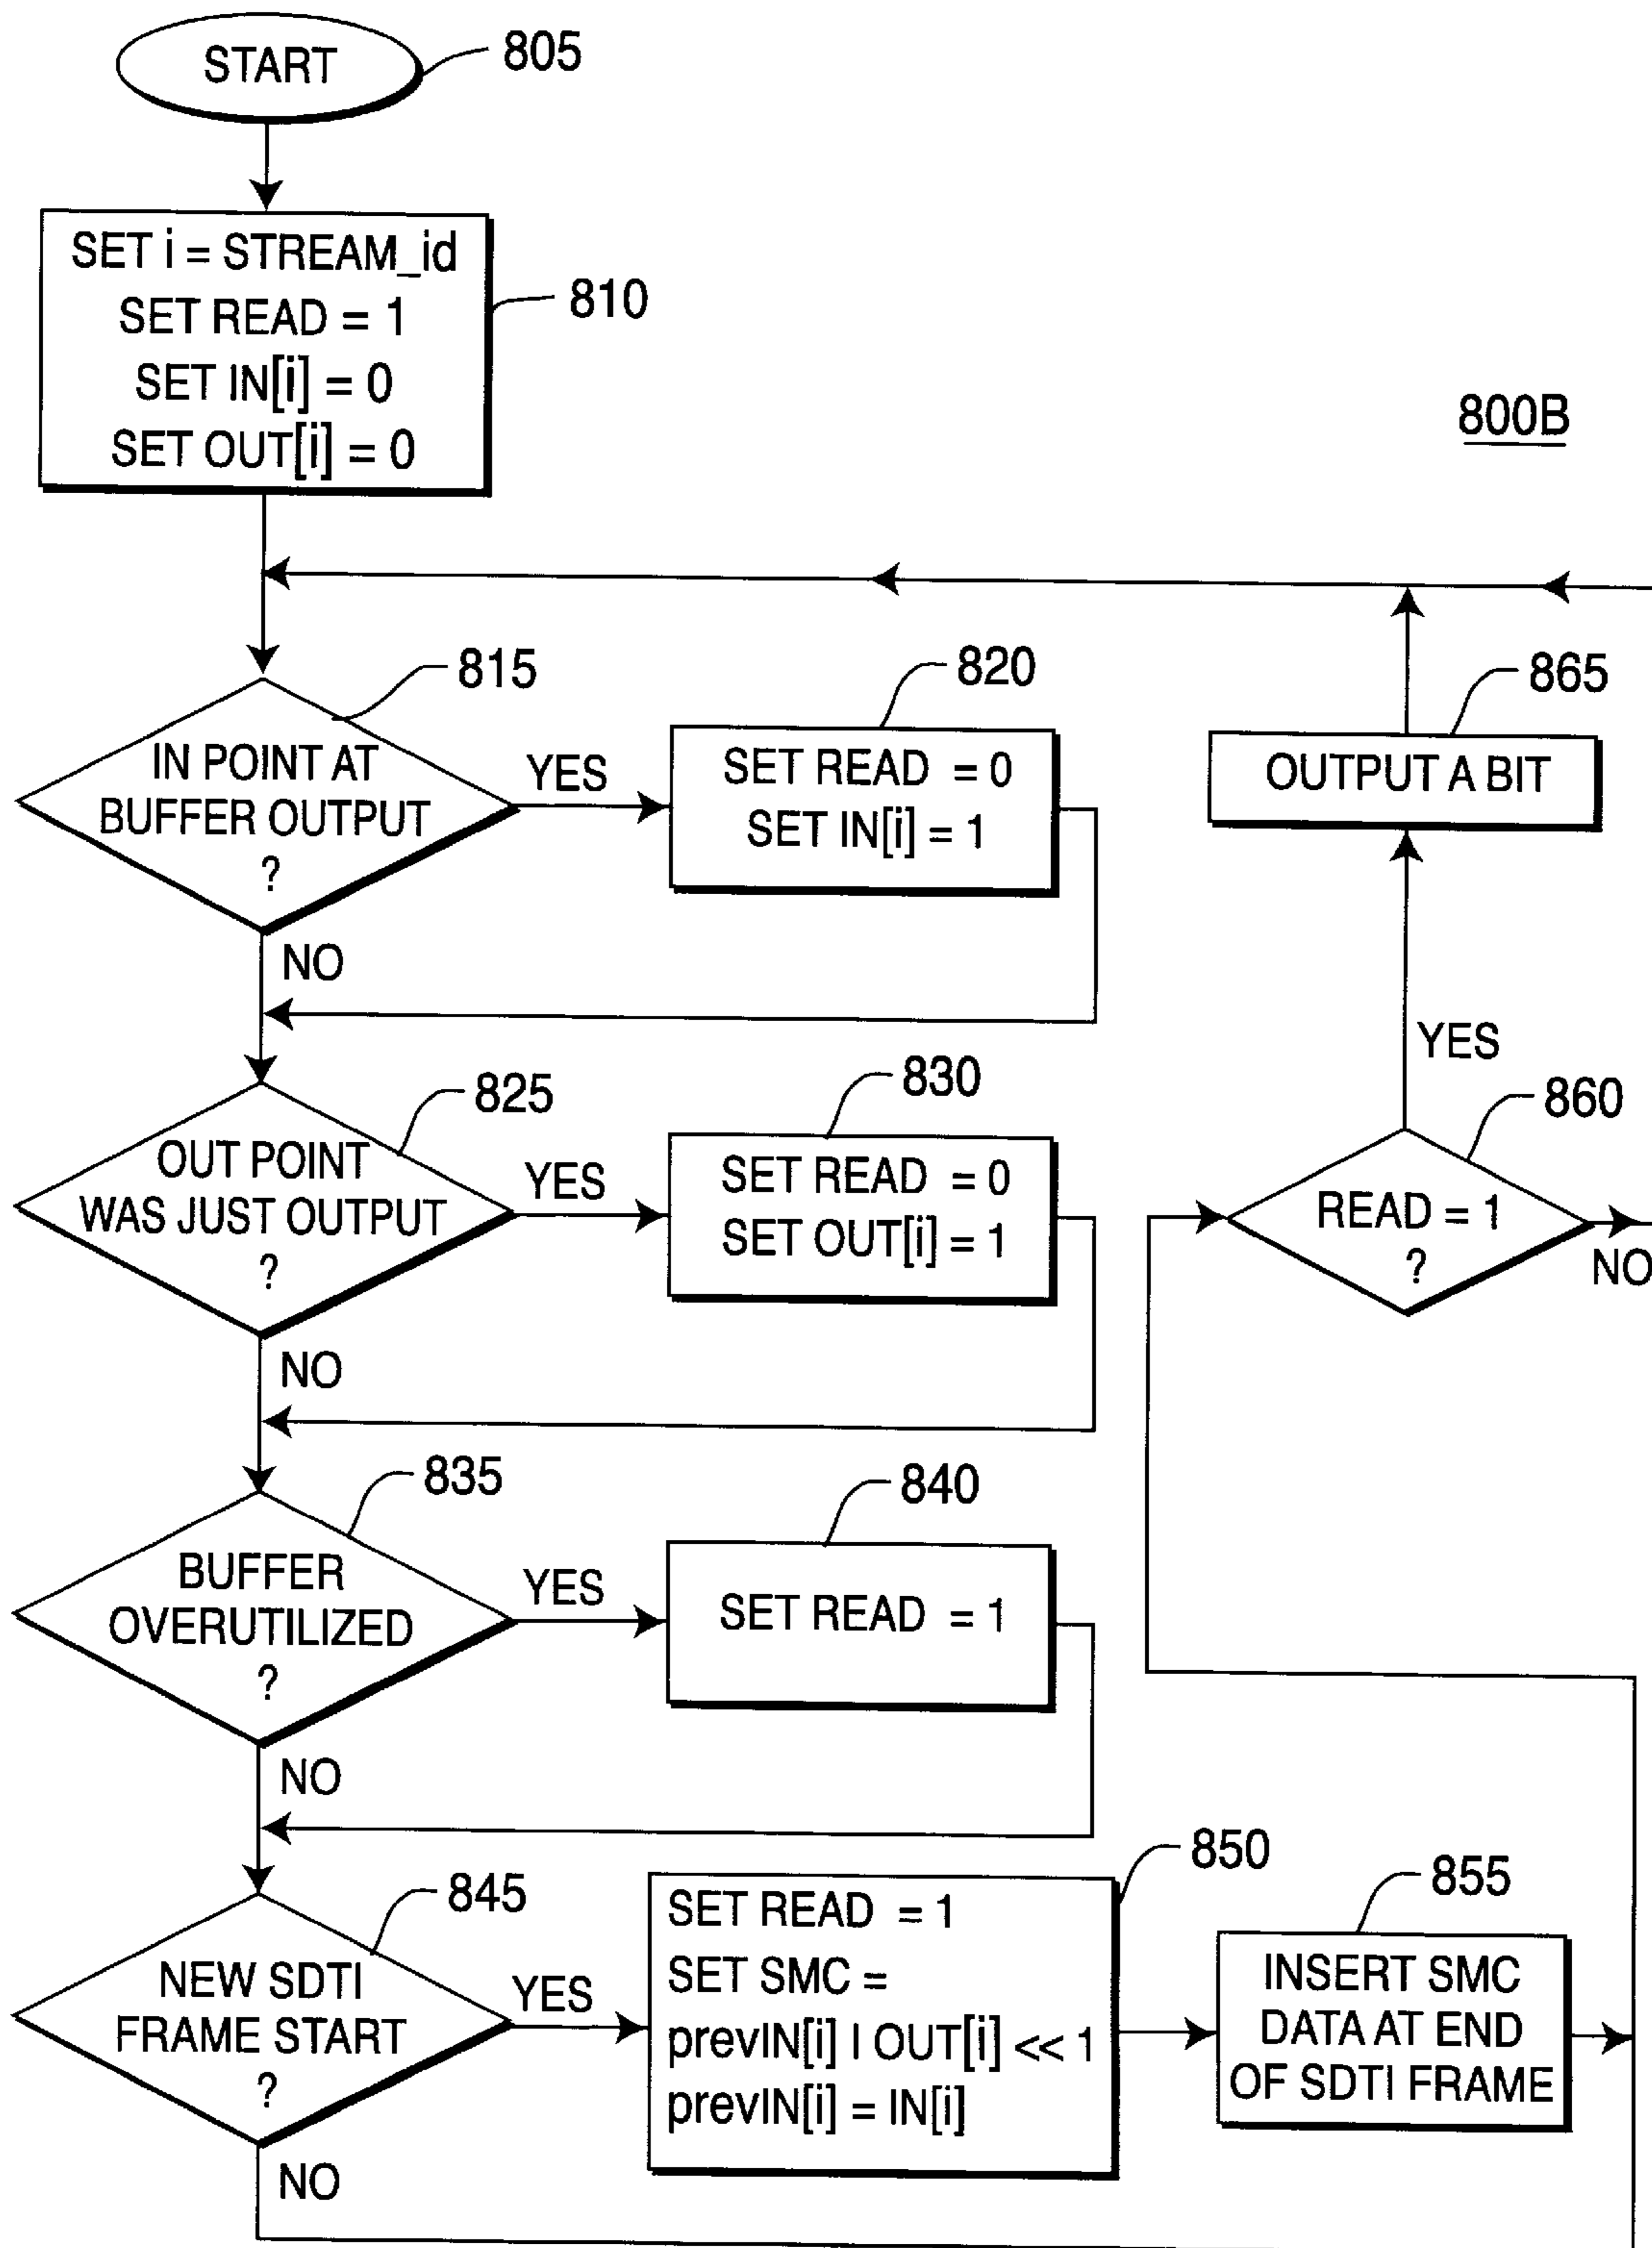 START
805
SET i = STREAM_id
SET READ = 1
SET IN[i] = 0
SET OUT[i] = 0
810
800B
IN POINT AT
BUFFER OUTPUT
?
815
YES
NO
SET READ = 0
SET IN[i] = 1
820
OUTPUT A BIT
865
OUT POINT
WAS JUST OUTPUT
?
825
YES
NO
SET READ = 0
SET OUT[i] = 1
830
YES
READ = 1
?
860
NO
BUFFER
OVERUTILIZED
?
835
YES
NO
SET READ = 1
840
NEW SDTI
FRAME START
?
845
YES
NO
SET READ = 1
SET SMC =
prevIN[i] | OUT[i] << 1
prevIN[i] = IN[i]
850
INSERT SMC
DATA AT END
OF SDTI FRAME
855